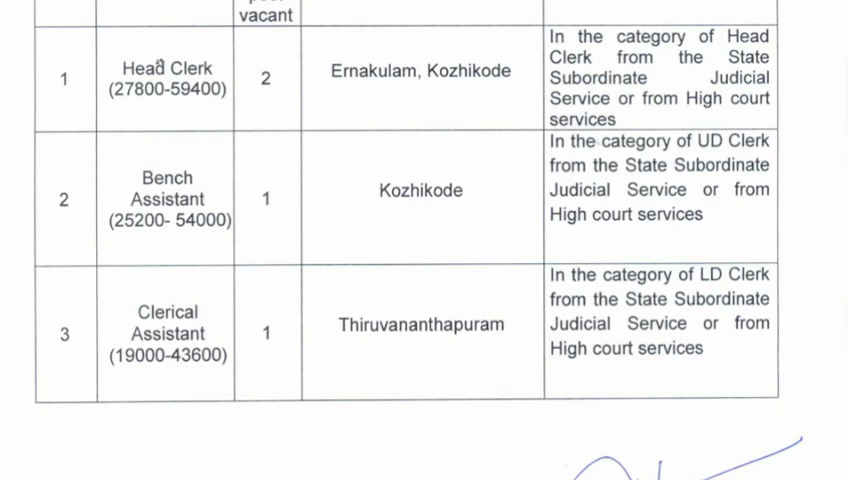 vacant
1
Head Clerk
(27800-59400)
2
Ernakulam, Kozhikode
In the category of Head
Clerk from the State
Subordinate Judicial
Service or from High court
services
2
Bench
Assistant
(25200- 54000)
1
Kozhikode
In the category of UD Clerk
from the State Subordinate
Judicial Service or from
High court services
3
Clerical
Assistant
(19000-43600)
1
Thiruvananthapuram
In the category of LD Clerk
from the State Subordinate
Judicial Service or from
High court services